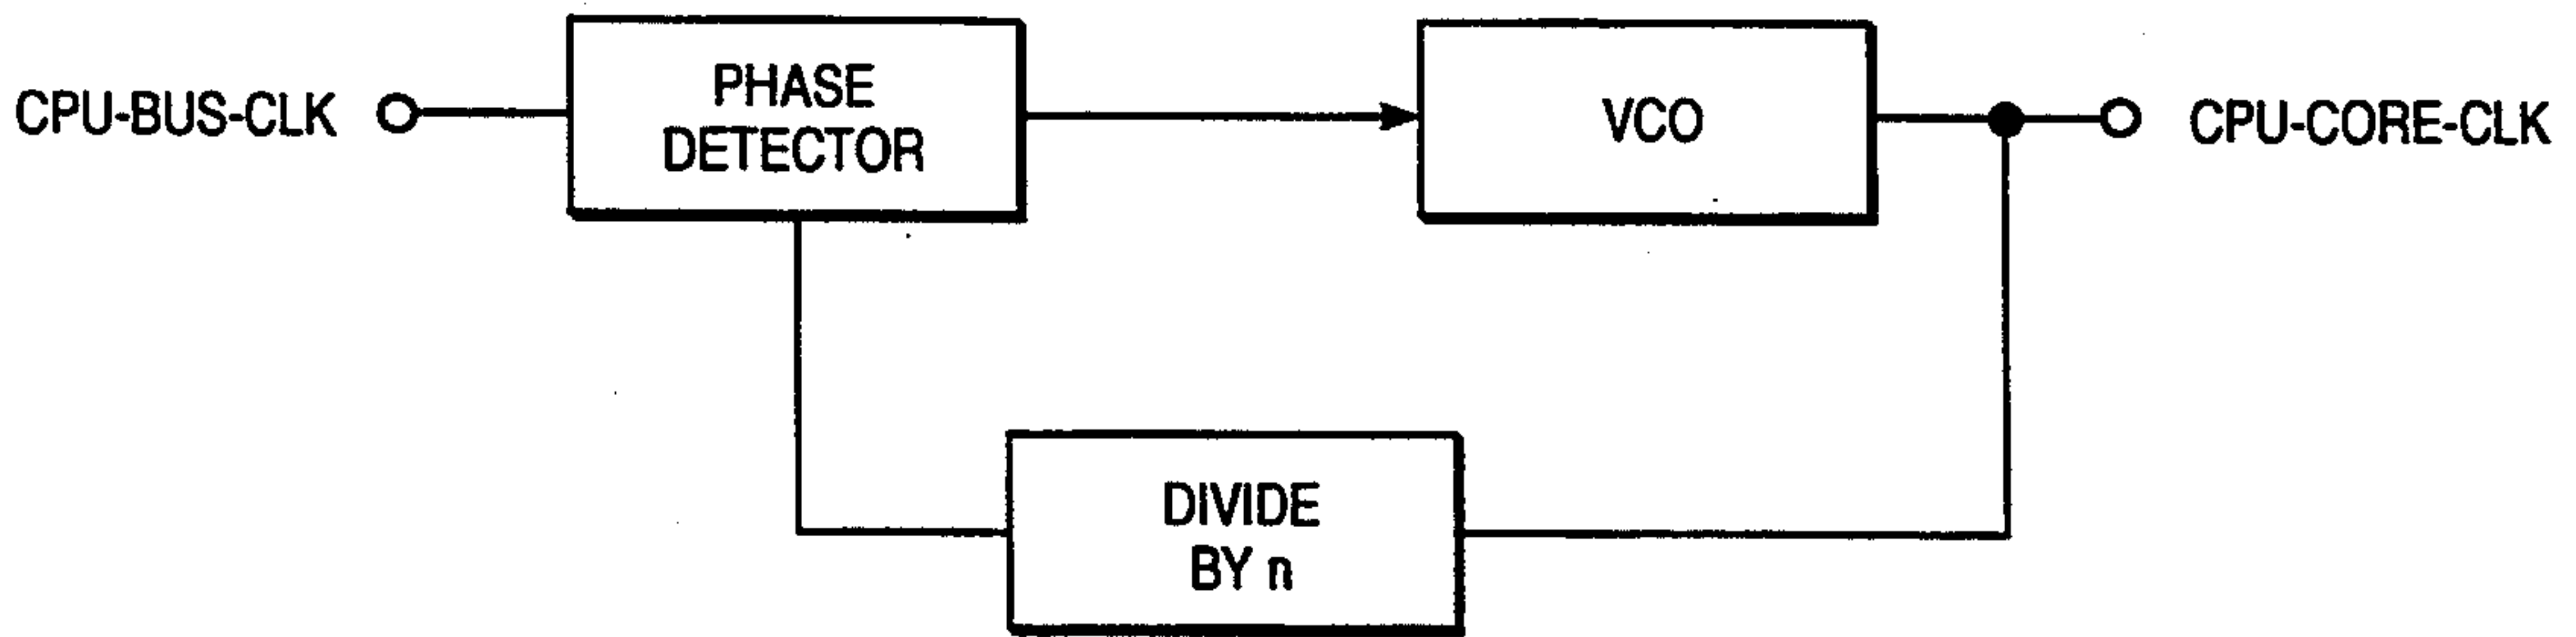 CPU-BUS-CLK
PHASE
DETECTOR
VCO
CPU-CORE-CLK
DIVIDE
BY n